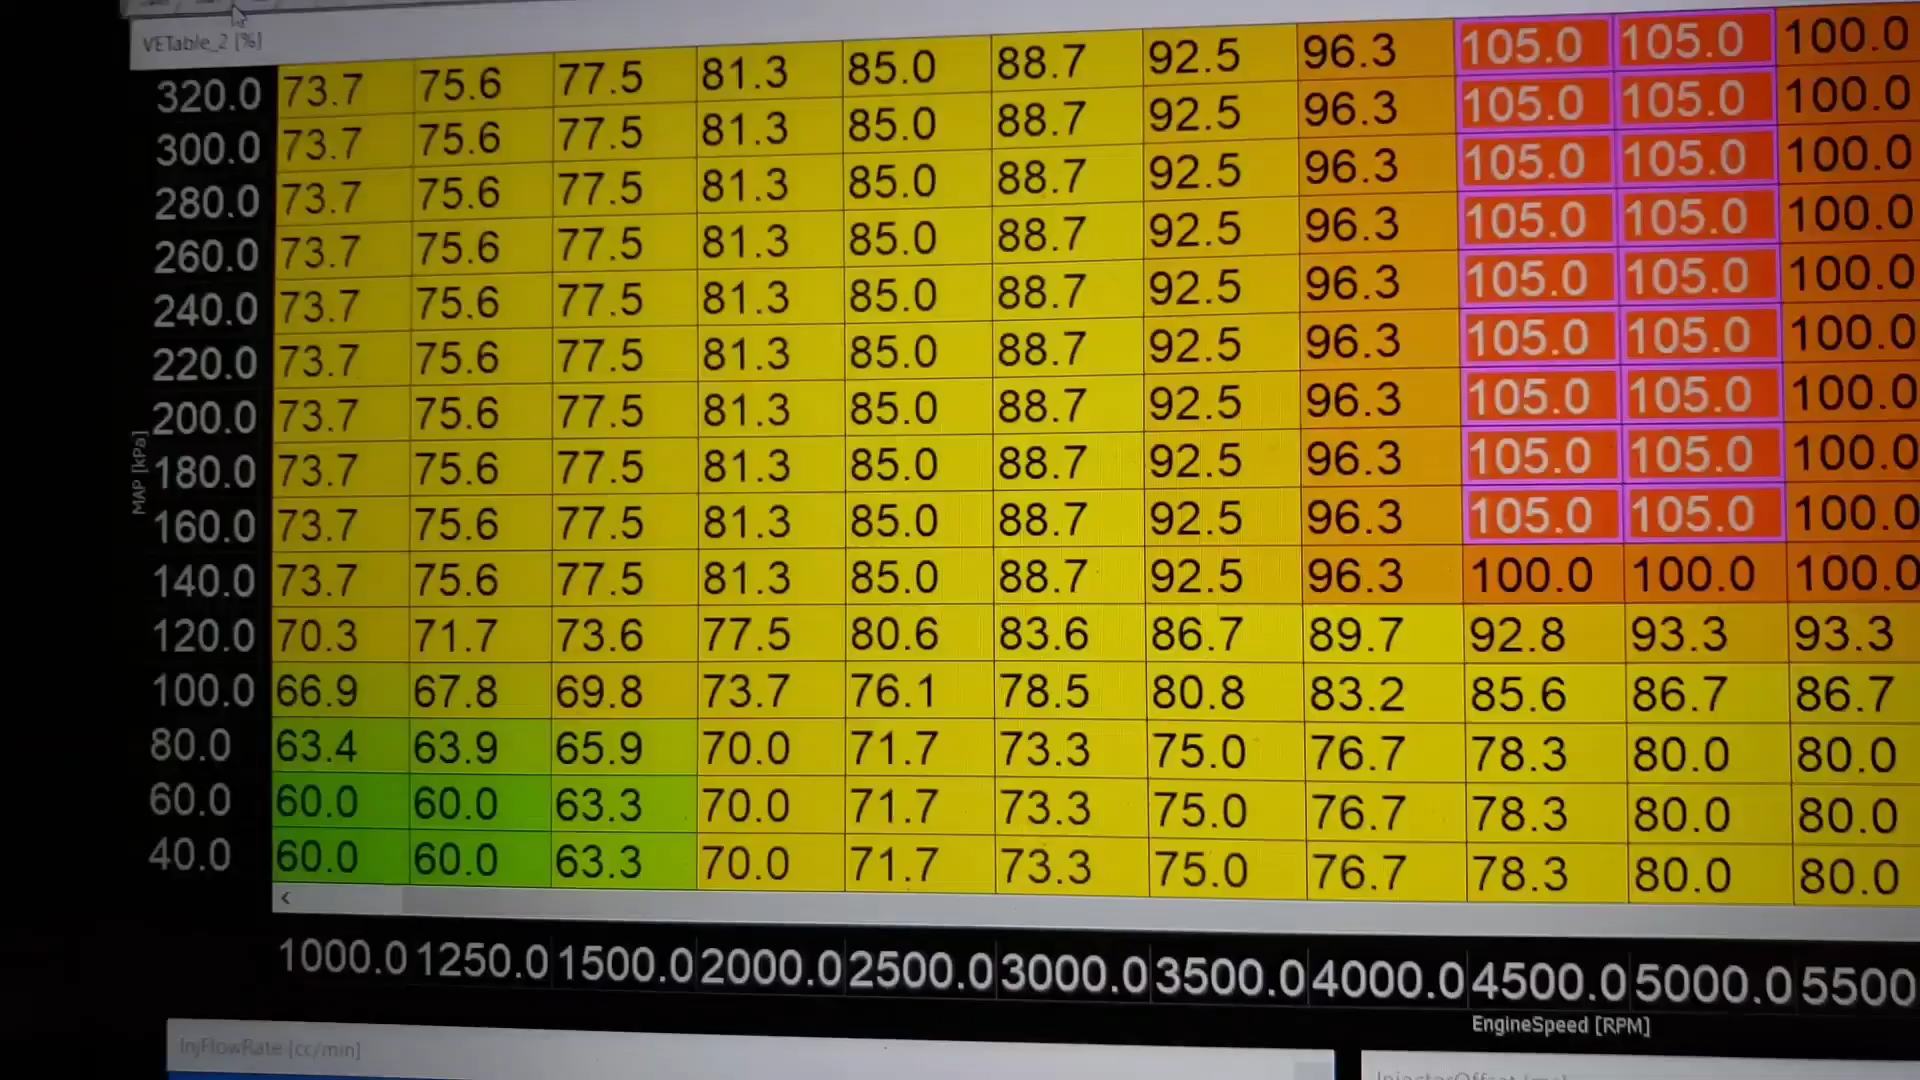 VETable_2 [%]
320.0 73.7 75.6 77.5 81.3 85.0 88.7 92.5 96.3 105.0 105.0 100.0
300.0 73.7 75.6 77.5 81.3 85.0 88.7 92.5 96.3 105.0 105.0 100.0
280.0 73.7 75.6 77.5 81.3 85.0 88.7 92.5 96.3 105.0 105.0 100.0
260.0 73.7 75.6 77.5 81.3 85.0 88.7 92.5 96.3 105.0 105.0 100.0
240.0 73.7 75.6 77.5 81.3 85.0 88.7 92.5 96.3 105.0 105.0 100.0
220.0 73.7 75.6 77.5 81.3 85.0 88.7 92.5 96.3 105.0 105.0 100.0
200.0 73.7 75.6 77.5 81.3 85.0 88.7 92.5 96.3 105.0 105.0 100.0
180.0 73.7 75.6 77.5 81.3 85.0 88.7 92.5 96.3 105.0 105.0 100.0
160.0 73.7 75.6 77.5 81.3 85.0 88.7 92.5 96.3 105.0 105.0 100.0
140.0 73.7 75.6 77.5 81.3 85.0 88.7 92.5 96.3 100.0 100.0 100.0
120.0 70.3 71.7 73.6 77.5 80.6 83.6 86.7 89.7 92.8 93.3 93.3
100.0 66.9 67.8 69.8 73.7 76.1 78.5 80.8 83.2 85.6 86.7 86.7
80.0 63.4 63.9 65.9 70.0 71.7 73.3 75.0 76.7 78.3 80.0 80.0
60.0 60.0 60.0 63.3 70.0 71.7 73.3 75.0 76.7 78.3 80.0 80.0
40.0 60.0 60.0 63.3 70.0 71.7 73.3 75.0 76.7 78.3 80.0 80.0
MAP [kPa]
1000.0 1250.0 1500.0 2000.0 2500.0 3000.0 3500.0 4000.0 4500.0 5000.0 5500
EngineSpeed [RPM]
InjFlowRate [cc/min]